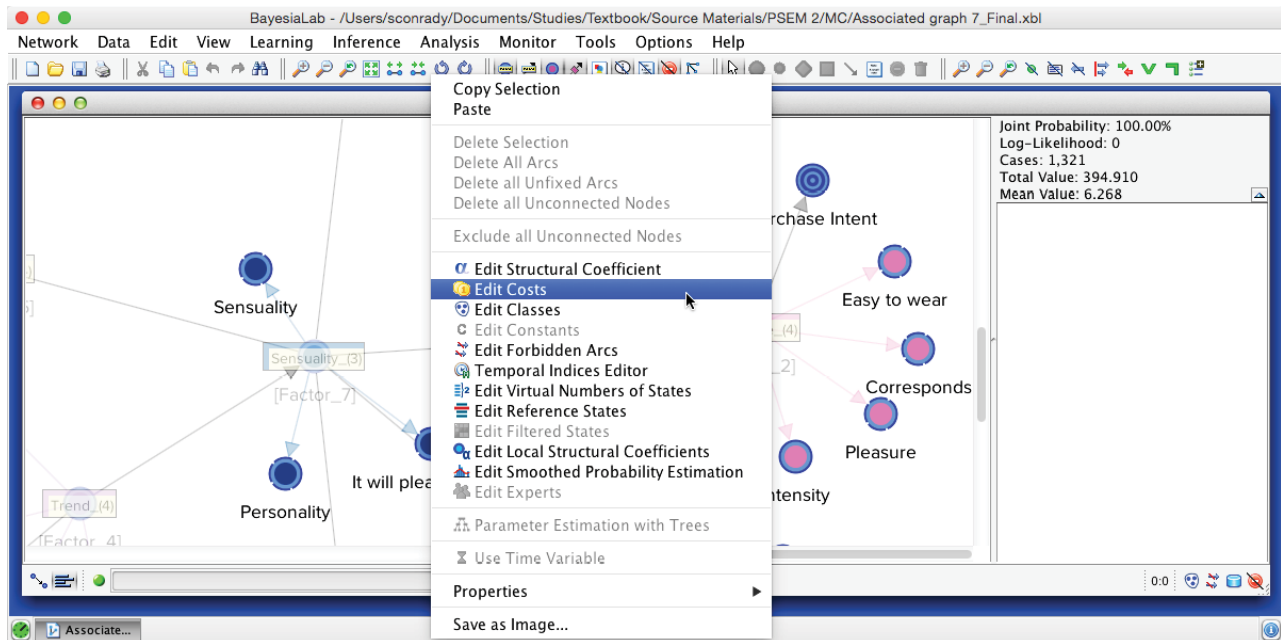 BayesiaLab - /Users/sconrady/Documents/Studies/Textbook/Source Materials/PSEM 2/MC/Associated graph 7_Final.xbl
Network Data Edit View Learning Inference Analysis Monitor Tools Options Help
Copy Selection
Paste
Delete Selection
Delete All Arcs
Delete all Unfixed Arcs
Delete all Unconnected Nodes
Exclude all Unconnected Nodes
α Edit Structural Coefficient
Edit Costs
Edit Classes
C Edit Constants
Edit Forbidden Arcs
Temporal Indices Editor
Edit Virtual Numbers of States
Edit Reference States
Edit Filtered States
Edit Local Structural Coefficients
Edit Smoothed Probability Estimation
Edit Experts
Parameter Estimation with Trees
Use Time Variable
Properties
Save as Image...
Sensuality
Sensuality_(3)
[Factor_7]
Personality
It will plea
Trend_(4)
[Factor_4]
rchase Intent
Easy to wear
_(4)
_2]
Corresponds
Pleasure
ntensity
Joint Probability: 100.00%
Log-Likelihood: 0
Cases: 1,321
Total Value: 394.910
Mean Value: 6.268
0:0
Associate...